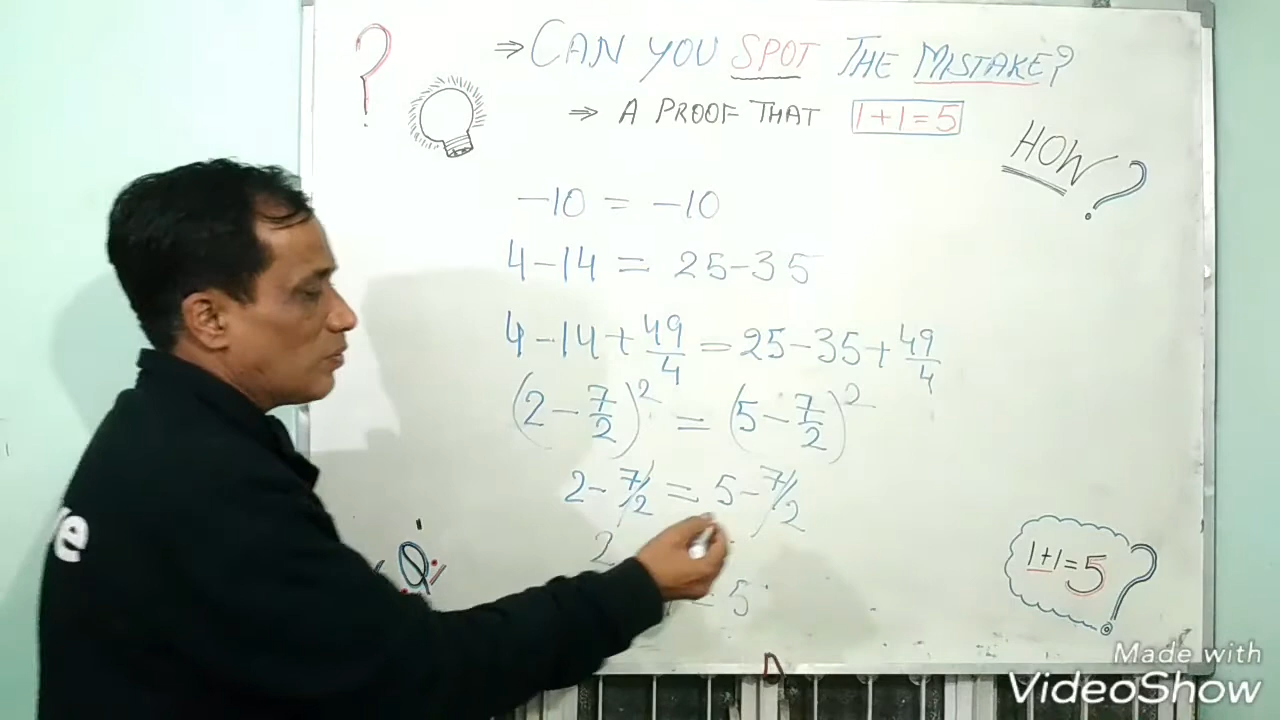 ?
⇒ CAN YOU SPOT THE MISTAKE?
⇒ A PROOF THAT 1+1=5
HOW?
-10 = -10
4-14 = 25-35
4-14+49/4 = 25-35+49/4
(2-7/2)² = (5-7/2)²
2-7/2 = 5-7/2
2
= 5
Q:
1+1=5?
Made with
VideoShow